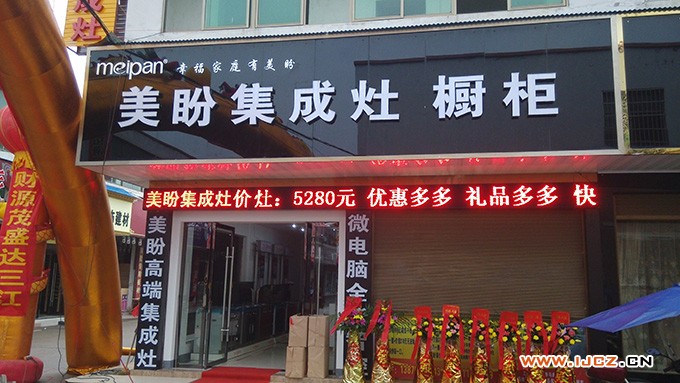 成灶
meipan®
幸福家庭有美盼
美盼集成灶 橱柜
美盼集成灶价灶：5280元 优惠多多 礼品多多 快
美盼高端集成灶
微电脑全
财源茂盛达三江
建材
www.IJCZ.CN